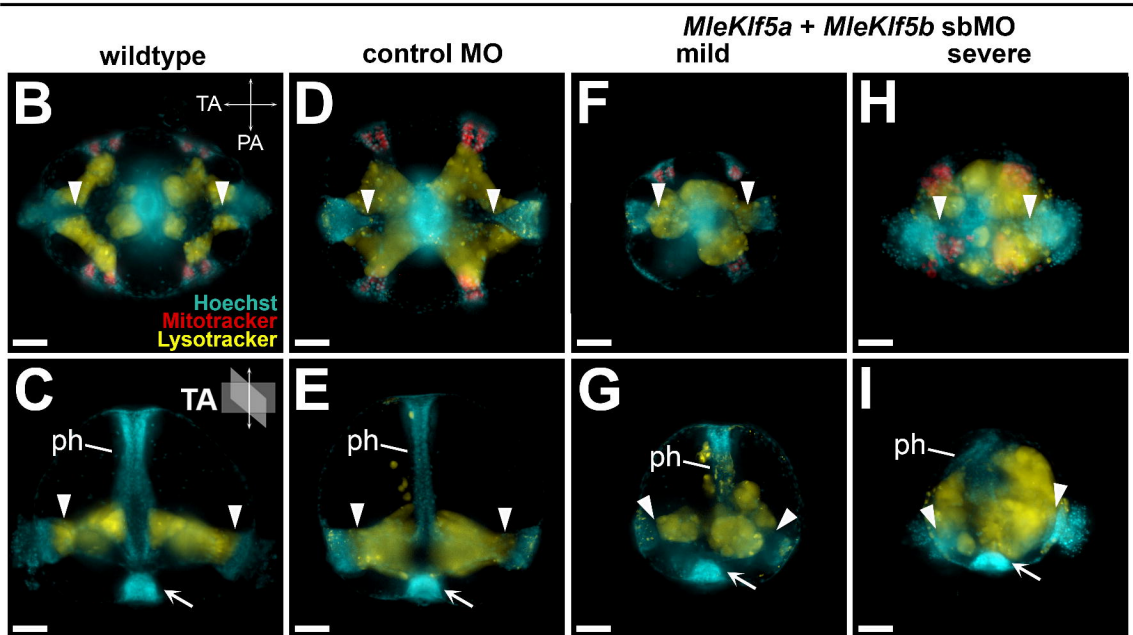 MleKlf5a + MleKlf5b sbMO
wildtype
control MO
mild
severe
B
TA
PA
Hoechst
Mitotracker
Lysotracker
D
F
H
C
TA
ph
E
ph
G
ph
I
ph